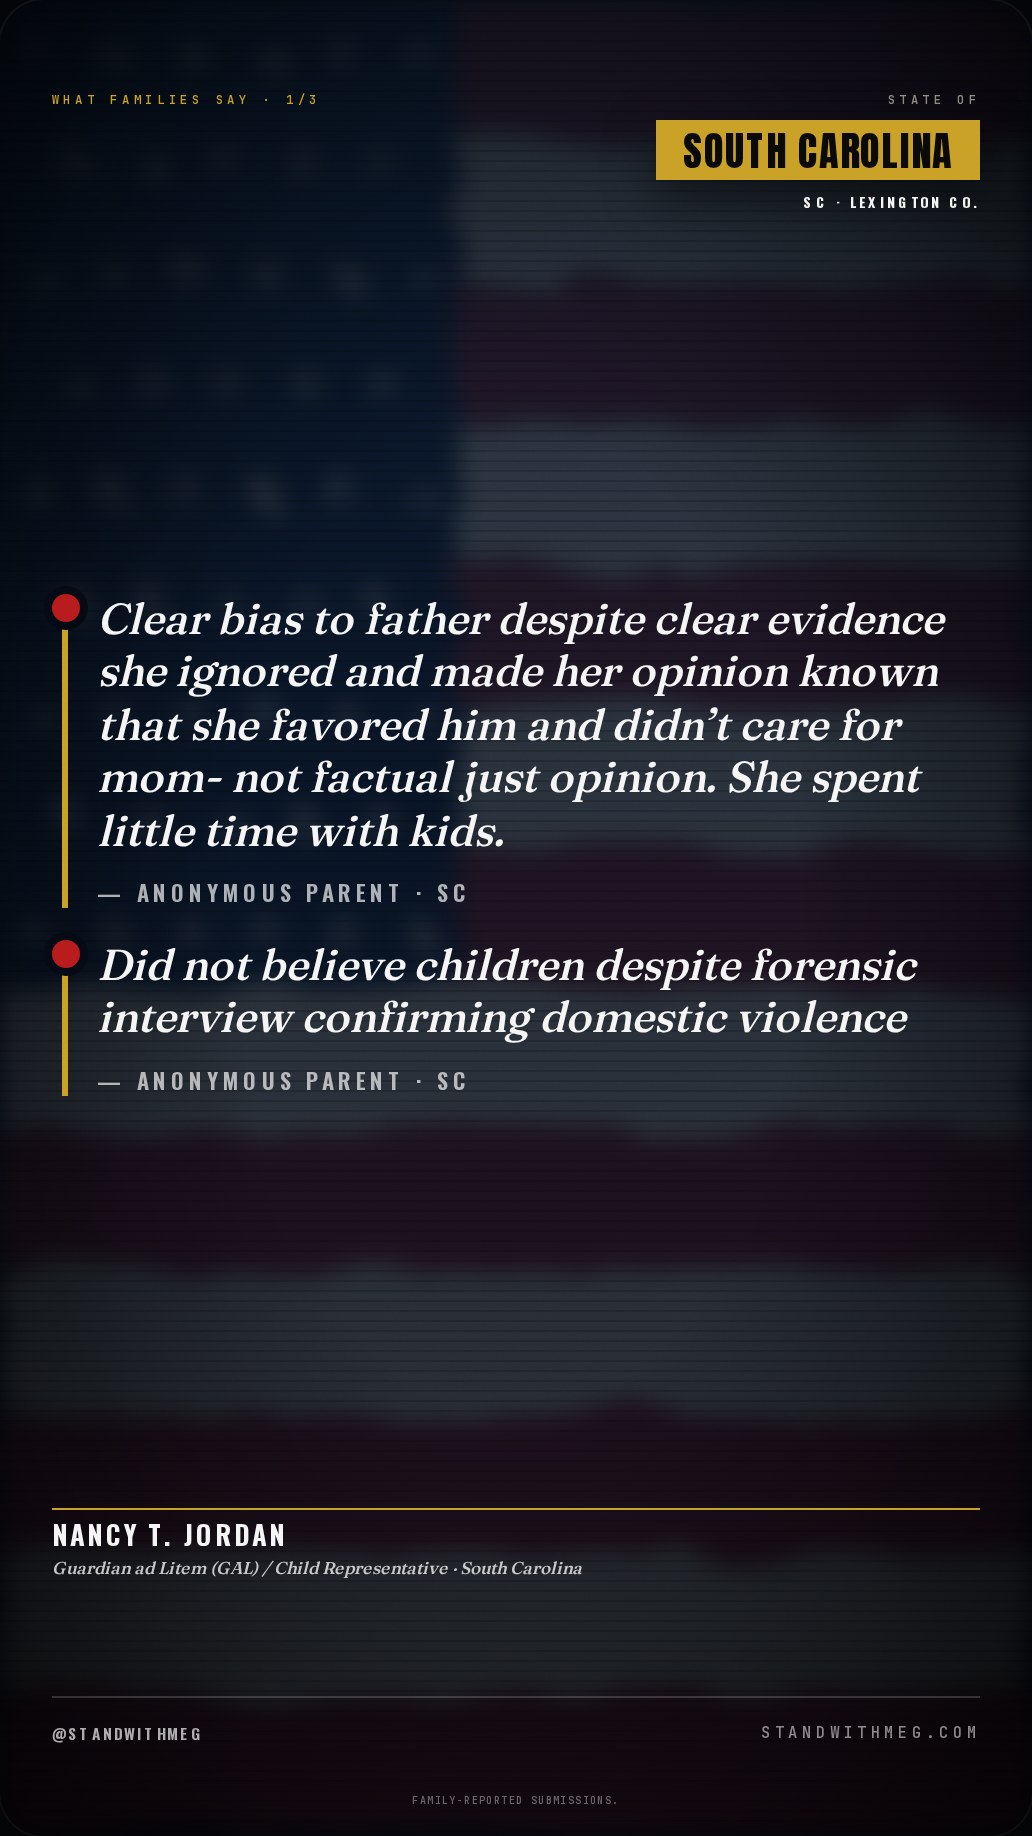 WHAT FAMILIES SAY · 1/3
STATE OF
SOUTH CAROLINA
SC · LEXINGTON CO.
Clear bias to father despite clear evidence
she ignored and made her opinion known
that she favored him and didn’t care for
mom- not factual just opinion. She spent
little time with kids.
— ANONYMOUS PARENT · SC
Did not believe children despite forensic
interview confirming domestic violence
— ANONYMOUS PARENT · SC
NANCY T. JORDAN
Guardian ad Litem (GAL) / Child Representative · South Carolina
@STANDWITHMEG
STANDWITHMEG.COM
FAMILY-REPORTED SUBMISSIONS.